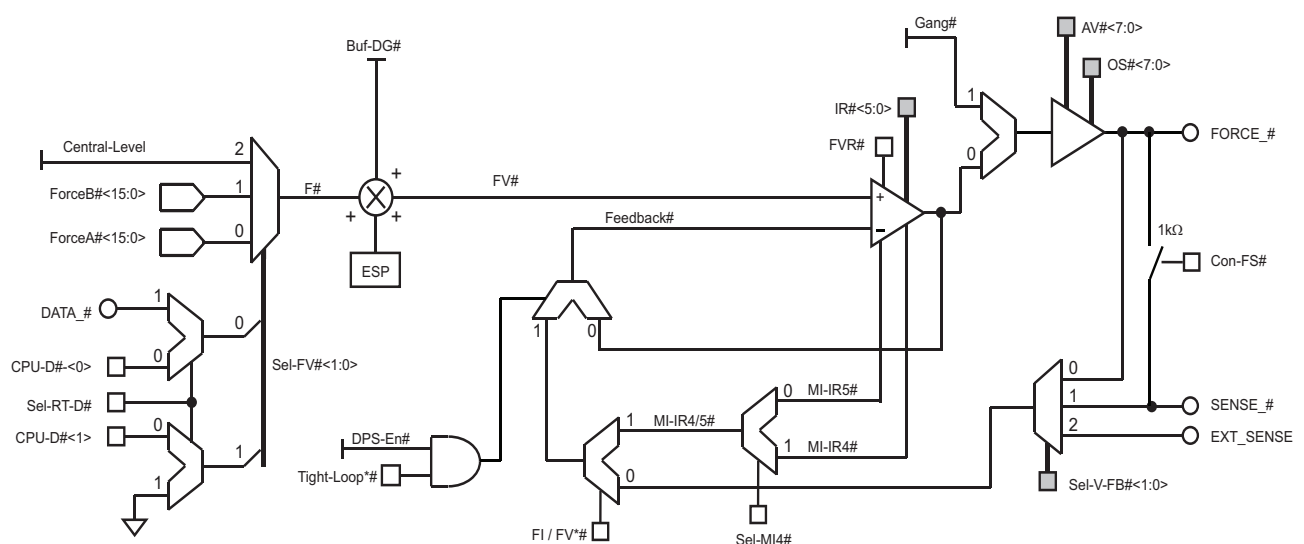 Gang#
AV#<7:0>
Buf-DG#
OS#<7:0>
IR#<5:0>
1
Central-Level
2
FVR#
FORCE_#
ForceB#<15:0>
1
F#
+
FV#
0
+
+
+
Feedback#
-
ForceA#<15:0>
0
1kΩ
ESP
Con-FS#
DATA_#
1
0
1
0
CPU-D#-<0>
0
Sel-FV#<1:0>
0
Sel-RT-D#
0
MI-IR5#
1
SENSE_#
CPU-D#<1>
0
1
MI-IR4/5#
2
EXT_SENSE
DPS-En#
1
MI-IR4#
1
Tight-Loop*#
0
Sel-V-FB#<1:0>
1
FI / FV*#
Sel-MI4#